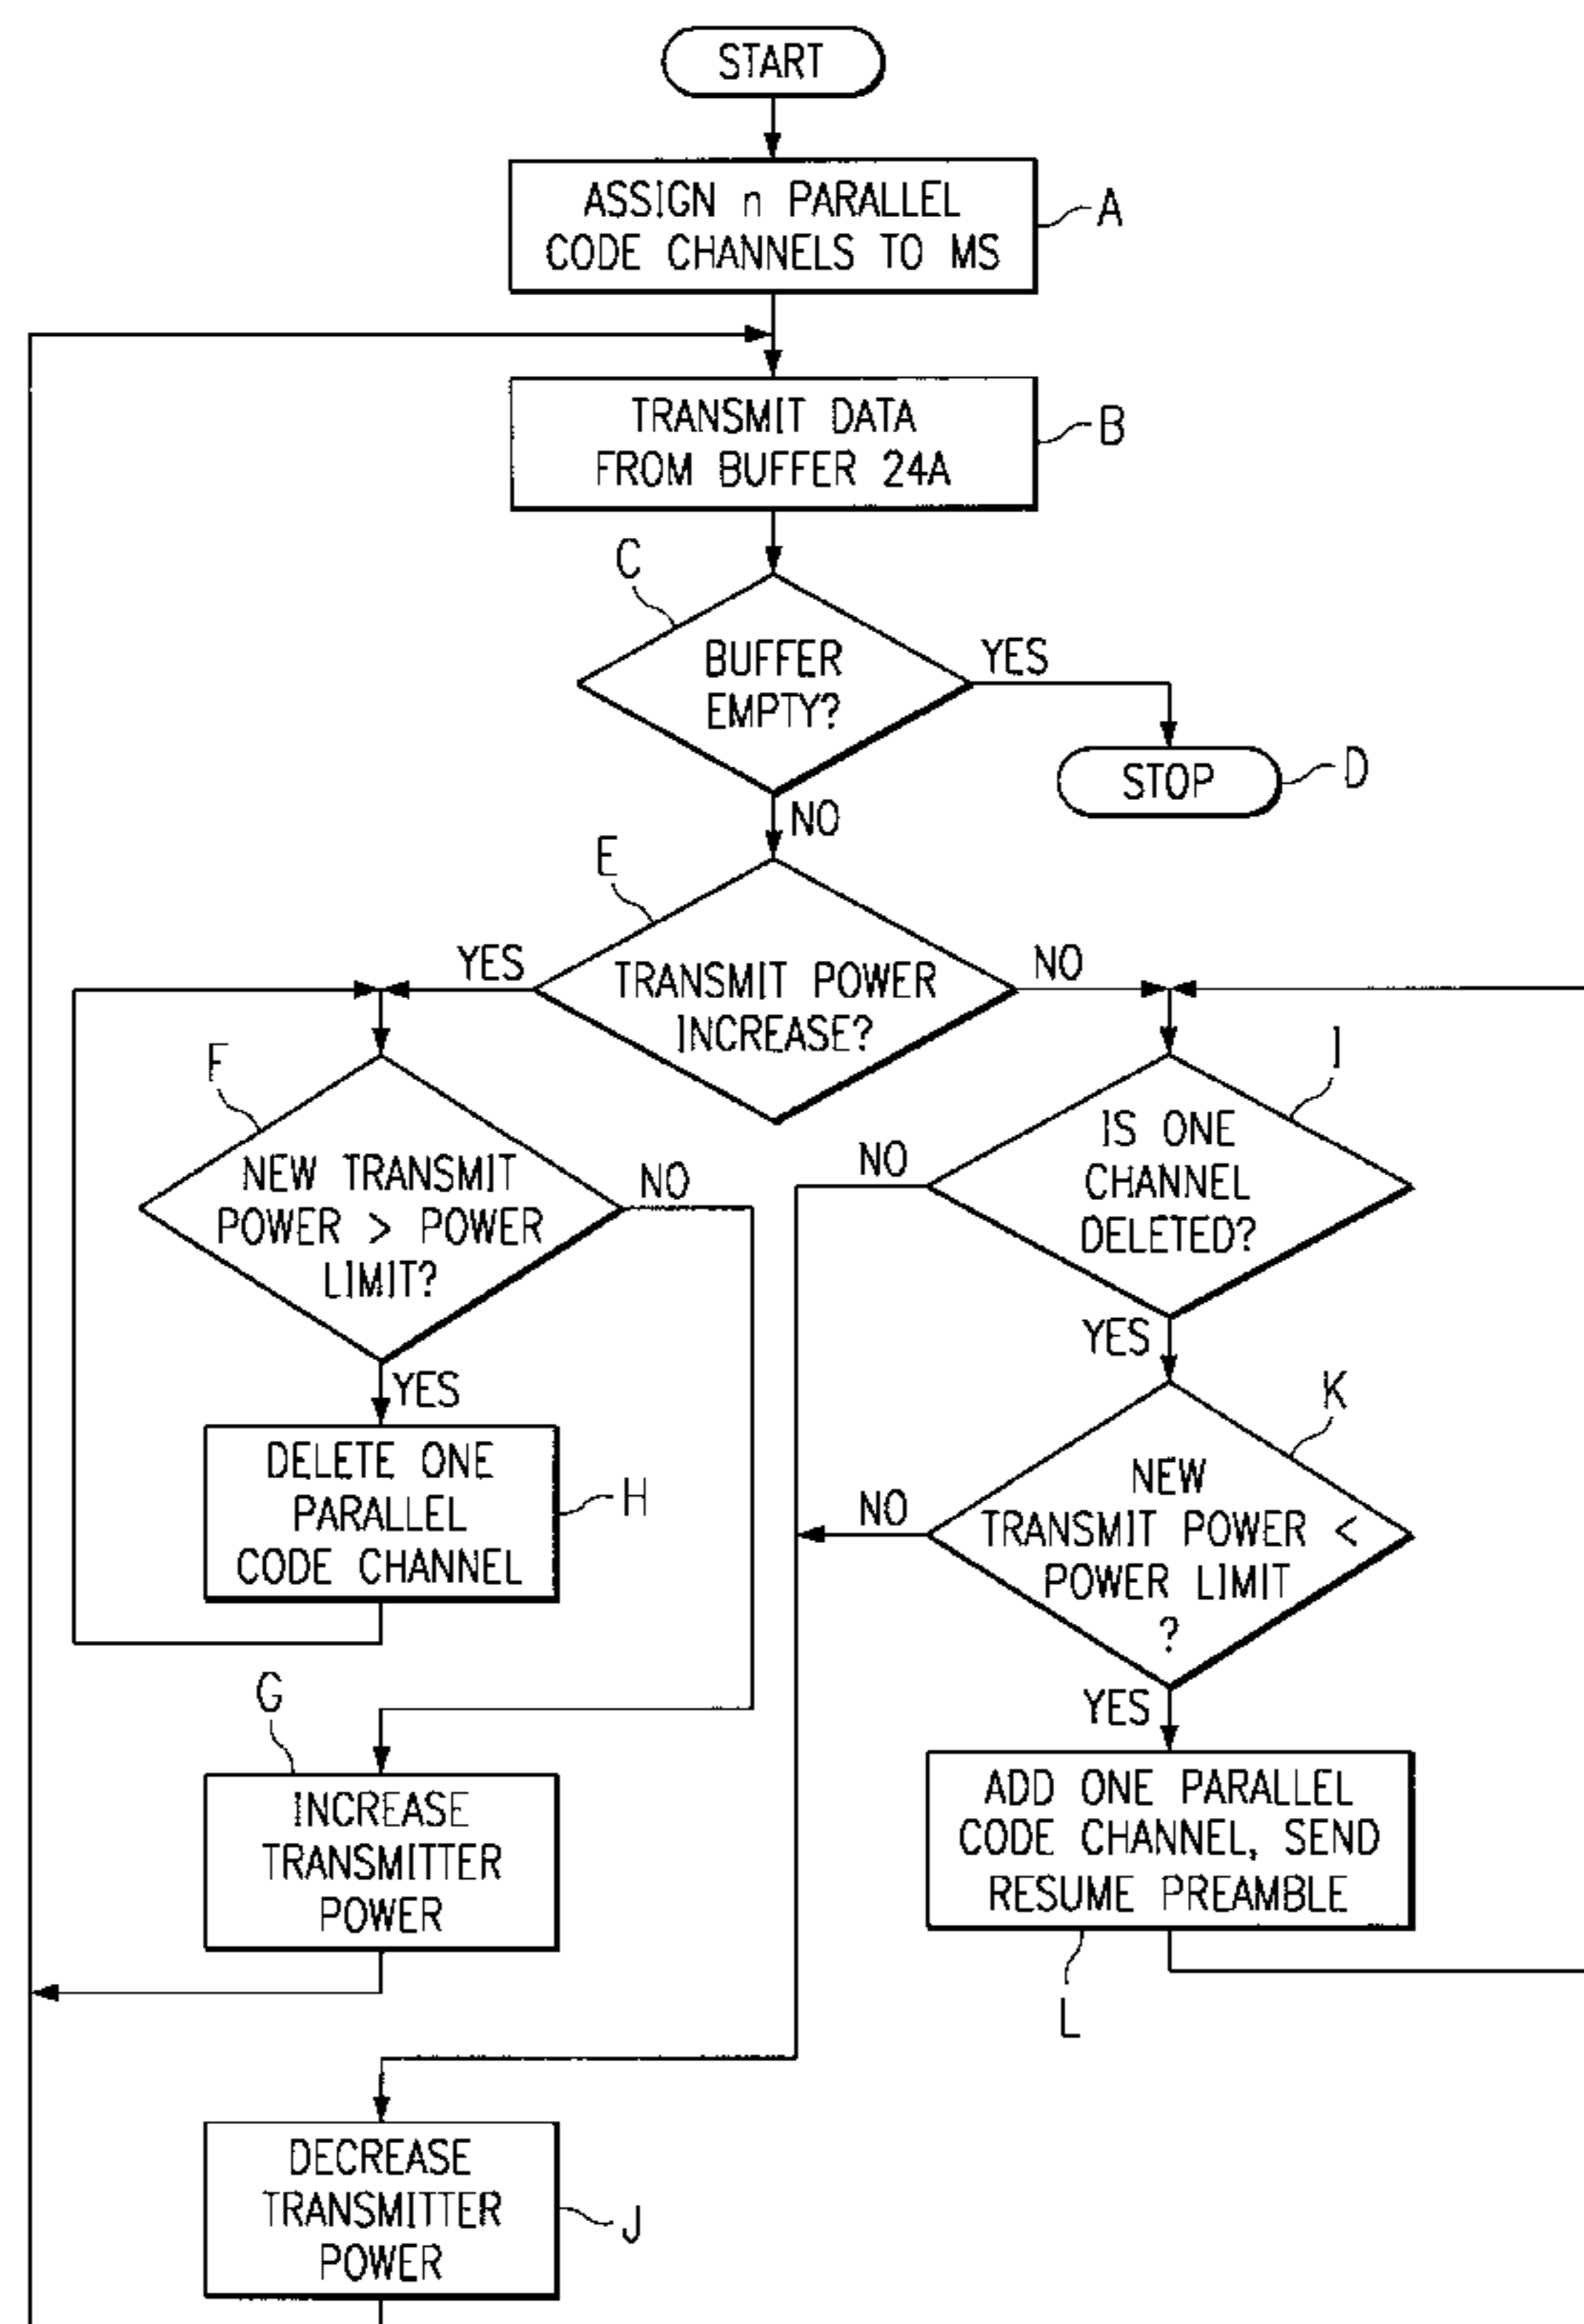 START
ASSIGN n PARALLEL
CODE CHANNELS TO MS
A
TRANSMIT DATA
FROM BUFFER 24A
B
C
BUFFER
EMPTY?
YES
STOP
D
NO
E
TRANSMIT POWER
INCREASE?
YES
NO
F
NEW TRANSMIT
POWER > POWER
LIMIT?
NO
YES
I
IS ONE
CHANNEL
DELETED?
NO
YES
DELETE ONE
PARALLEL
CODE CHANNEL
H
K
NEW
TRANSMIT POWER <
POWER LIMIT
?
NO
YES
G
INCREASE
TRANSMITTER
POWER
ADD ONE PARALLEL
CODE CHANNEL, SEND
RESUME PREAMBLE
L
DECREASE
TRANSMITTER
POWER
J